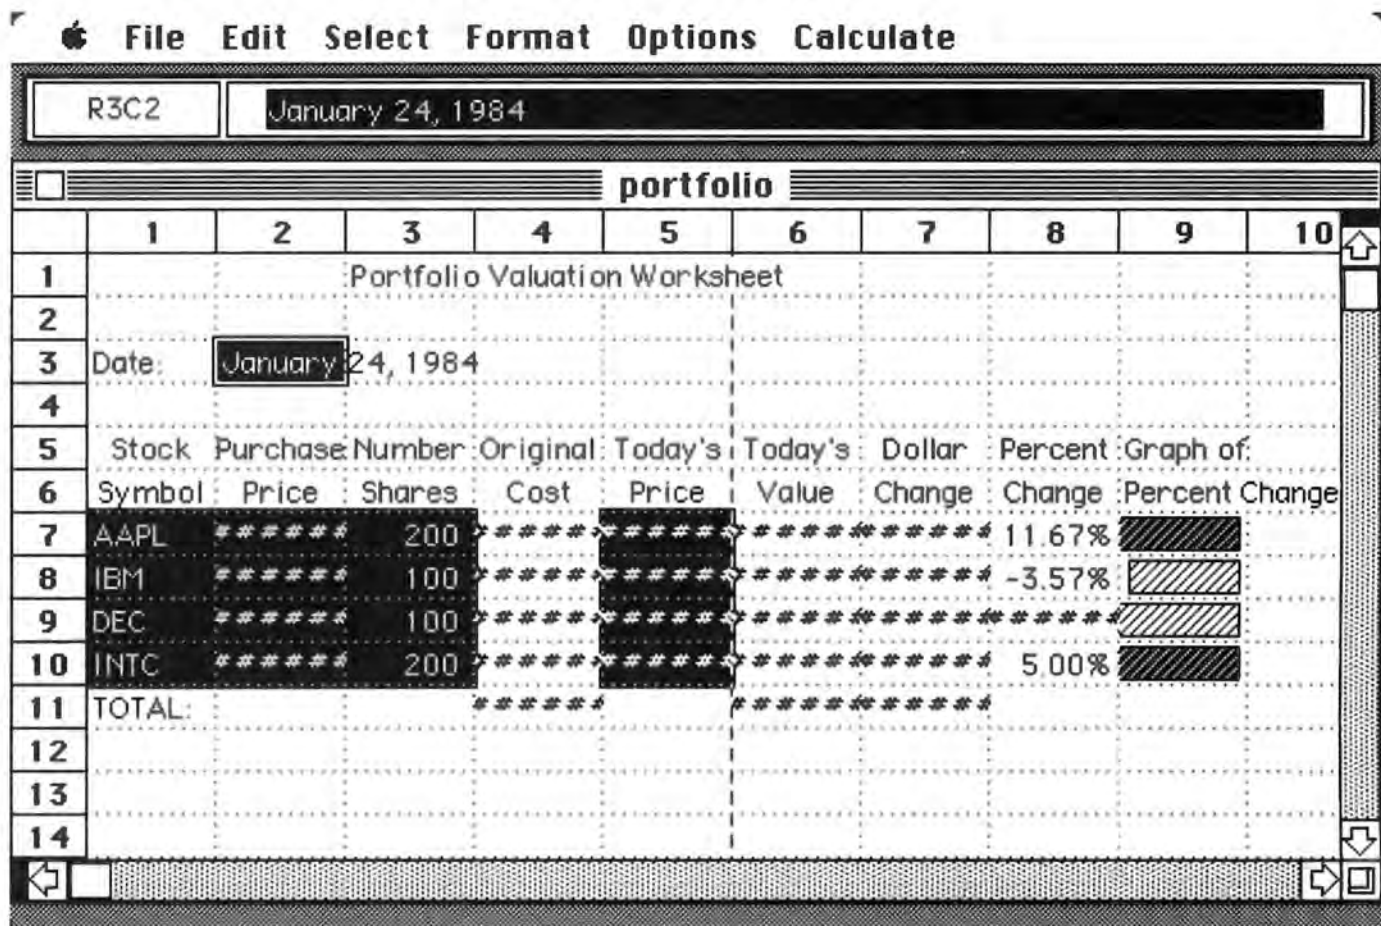 File Edit Select Format Options Calculate
R3C2 January 24, 1984
portfolio
1 2 3 4 5 6 7 8 9 10
1 Portfolio Valuation Worksheet
2
3 Date: January 24, 1984
4
5 Stock Purchase Number Original Today's Today's Dollar Percent Graph of
6 Symbol Price Shares Cost Price Value Change Change Percent Change
7 AAPL ###### 200 ###### ###### ###### ###### 11.67%
8 IBM ###### 100 ###### ###### ###### ###### -3.57%
9 DEC ###### 100 ###### ###### ###### ###### ######
10 INTC ###### 200 ###### ###### ###### ###### 5.00%
11 TOTAL: ###### ###### ######
12
13
14